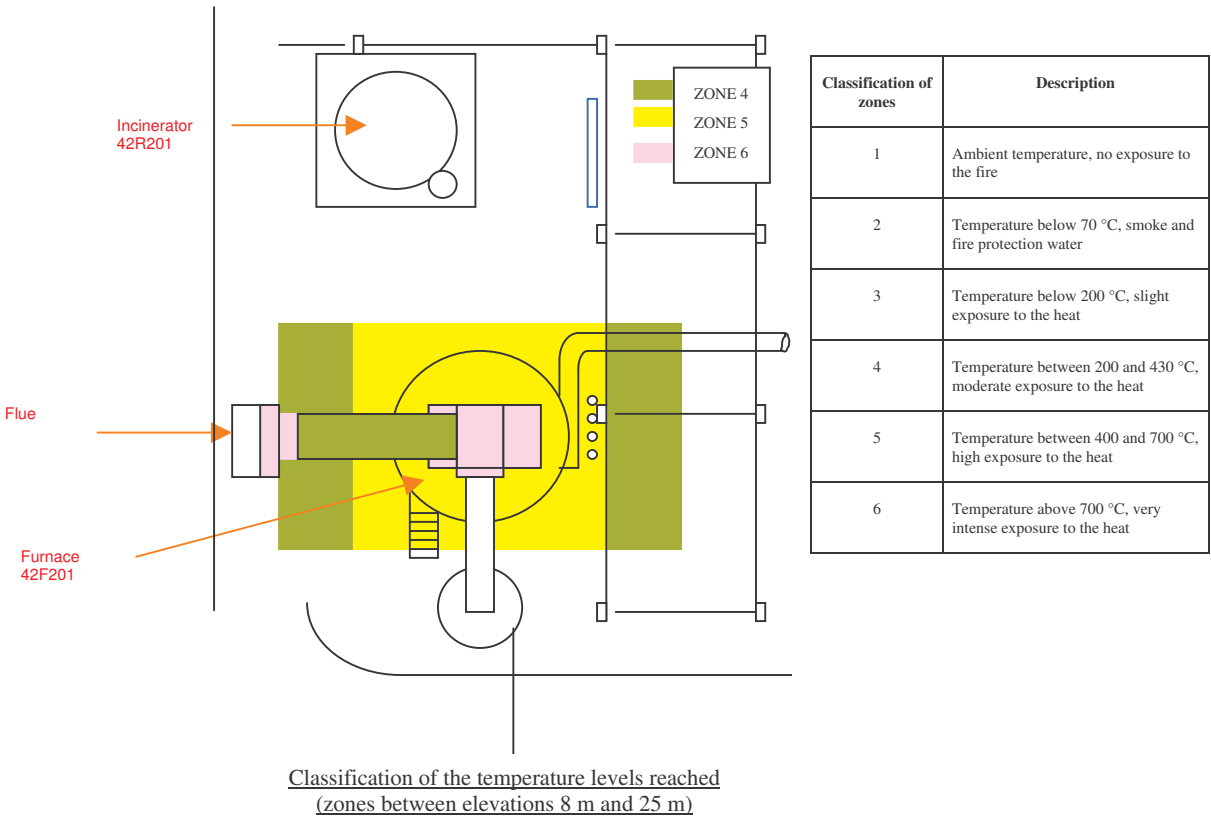 Incinerator
42R201
Flue
Furnace
42F201
ZONE 4
ZONE 5
ZONE 6
Classification of the temperature levels reached
(zones between elevations 8 m and 25 m)
Classification of
zones
Description
1
Ambient temperature, no exposure to
the fire
2
Temperature below 70 °C, smoke and
fire protection water
3
Temperature below 200 °C, slight
exposure to the heat
4
Temperature between 200 and 430 °C,
moderate exposure to the heat
5
Temperature between 400 and 700 °C,
high exposure to the heat
6
Temperature above 700 °C, very
intense exposure to the heat